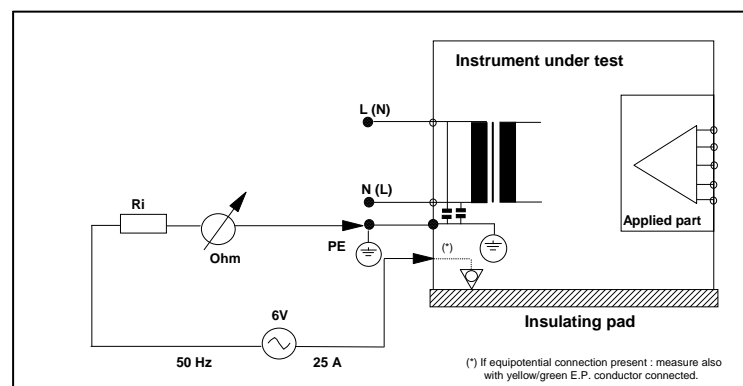 Instrument under test
L (N)
N (L)
Ri
Ohm
PE
(*)
Applied part
6V
50 Hz
25 A
Insulating pad
(*) If equipotential connection present : measure also
with yellow/green E.P. conductor connected.